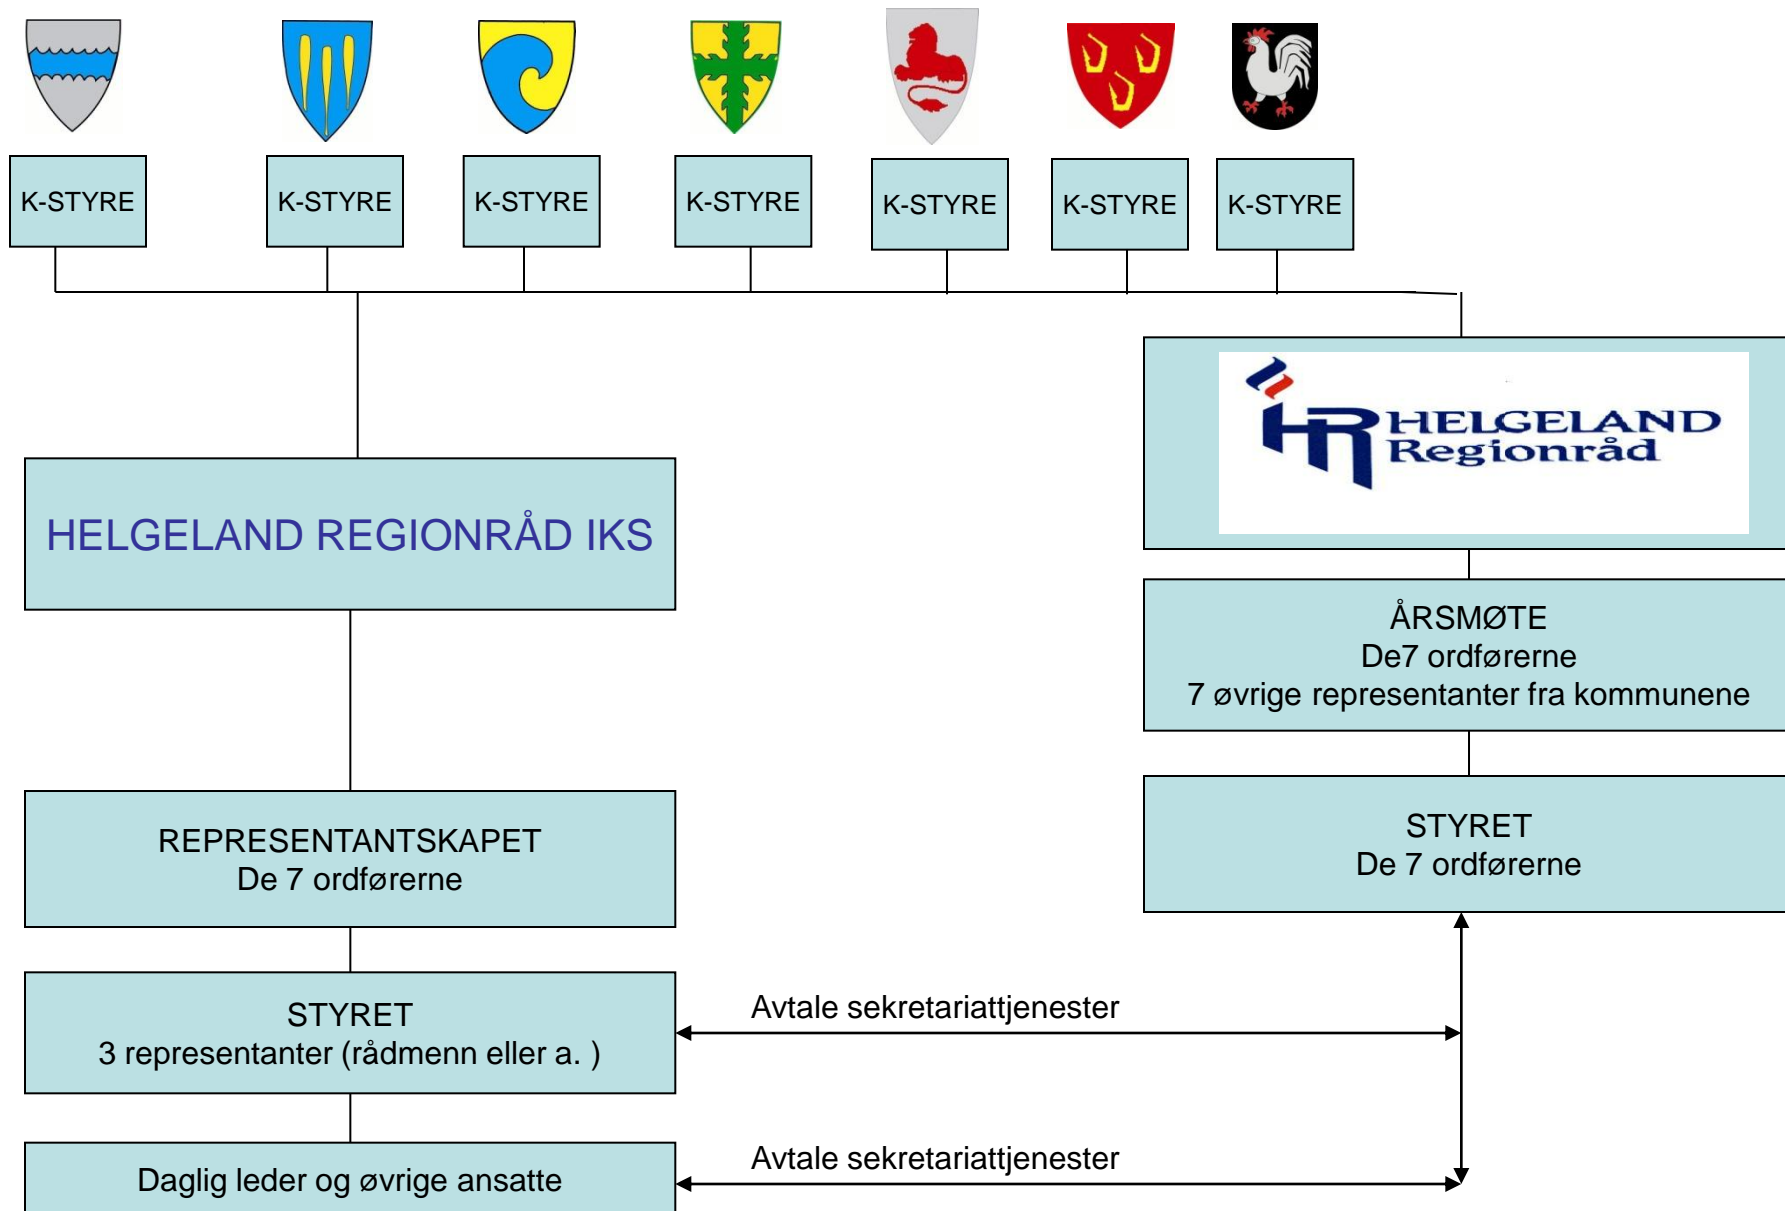 K-STYRE
K-STYRE
K-STYRE
K-STYRE
K-STYRE
K-STYRE
K-STYRE
HELGELAND REGIONRÅD IKS
REPRESENTANTSKAPET
De 7 ordførerne
STYRET
3 representanter (rådmenn eller a. )
Daglig leder og øvrige ansatte
Avtale sekretariattjenester
Avtale sekretariattjenester
HR HELGELAND
Regionråd
ÅRSMØTE
De7 ordførerne
7 øvrige representanter fra kommunene
STYRET
De 7 ordførerne